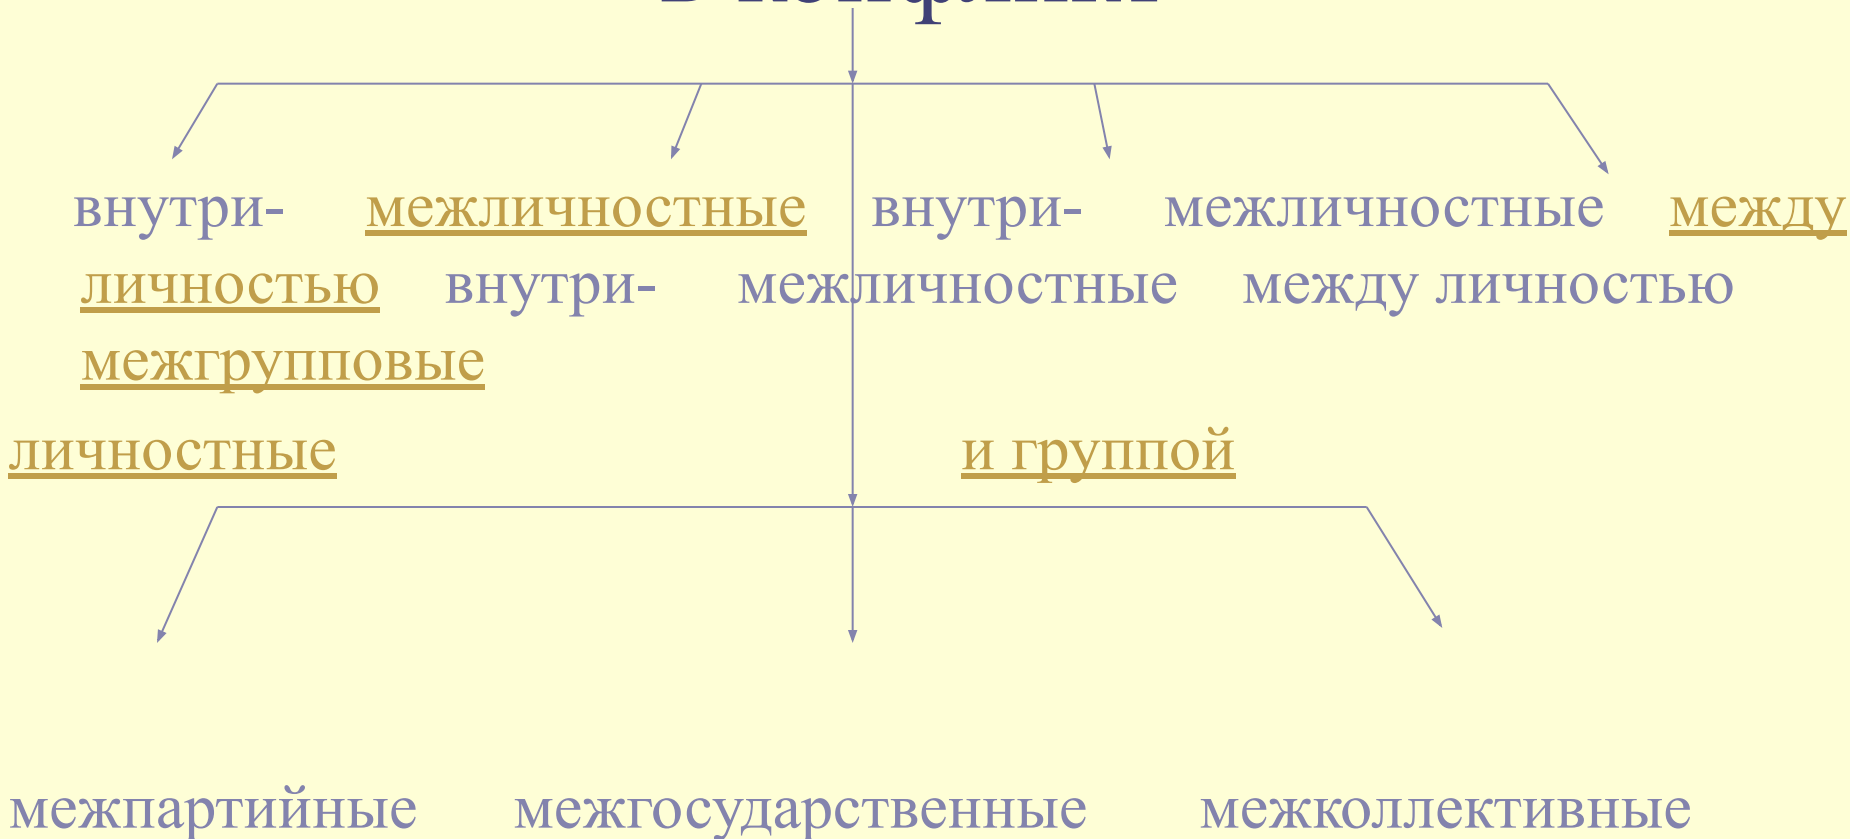 внутри- межличностные внутри- межличностные между
личностью внутри- межличностные между личностью
межгрупповые
личностные и группой
межпартийные межгосударственные межколлективные